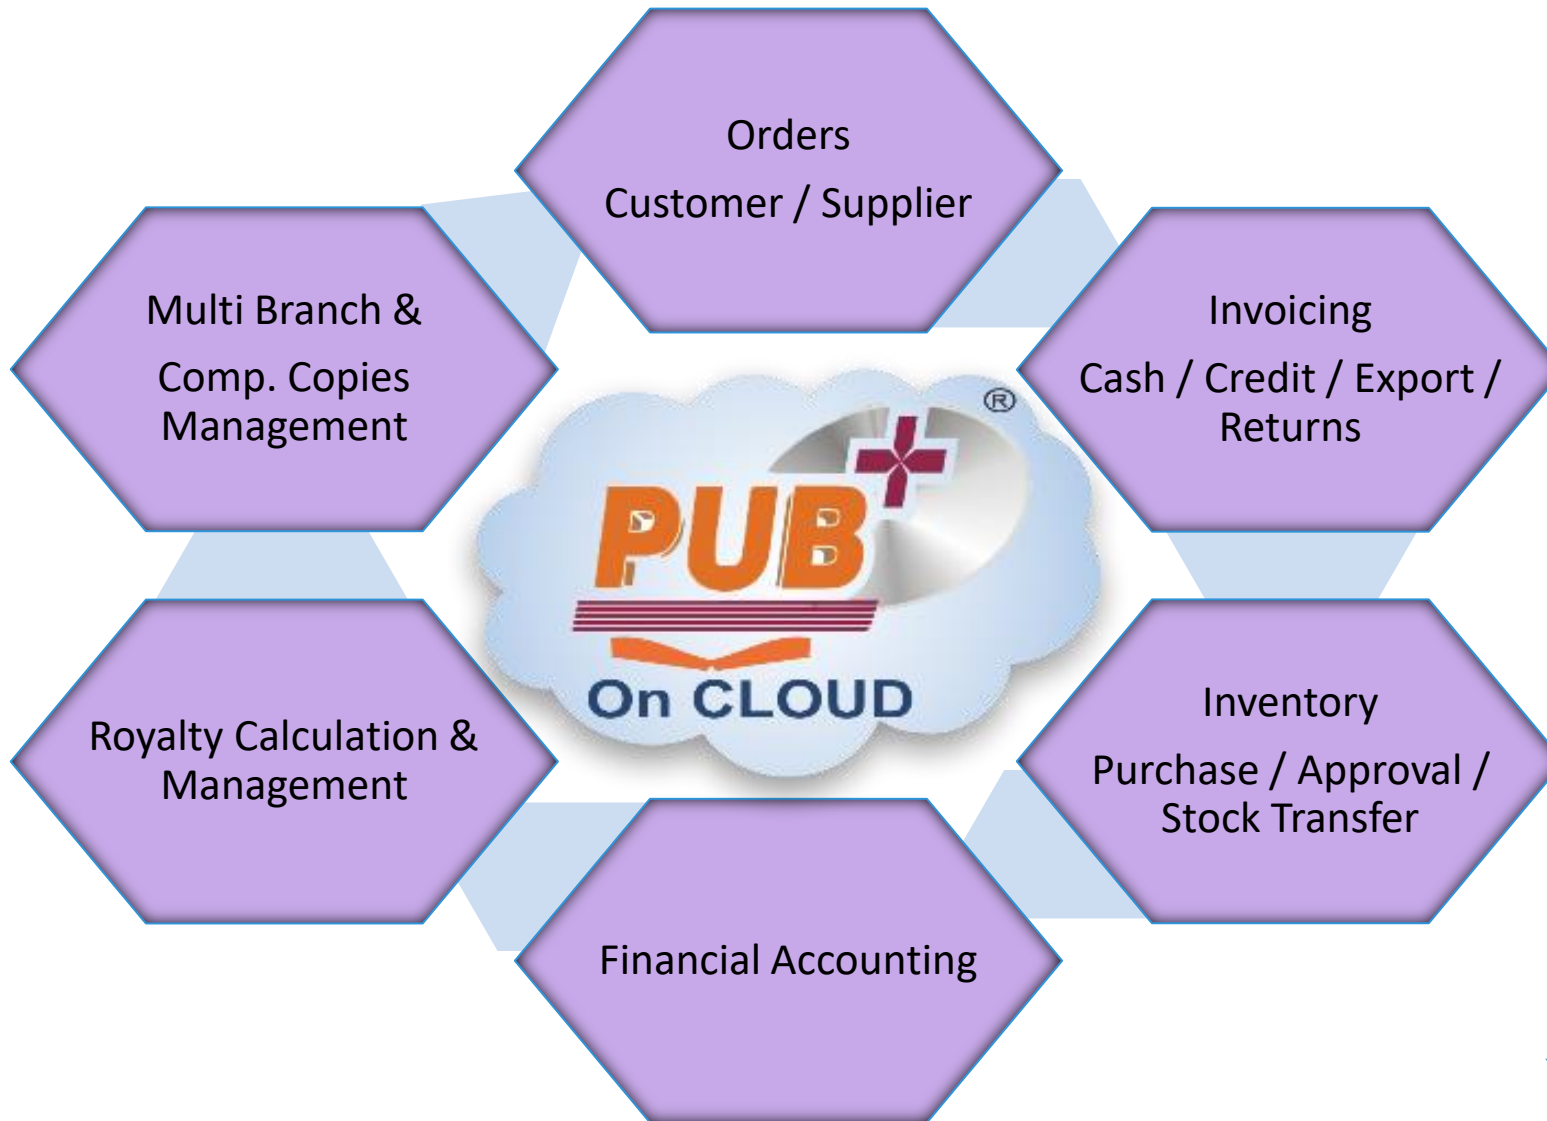 Orders
Customer / Supplier
Invoicing
Cash / Credit / Export /
Returns
Inventory
Purchase / Approval /
Stock Transfer
Financial Accounting
Royalty Calculation &
Management
Multi Branch &
Comp. Copies
Management
PUB+ ®
On CLOUD